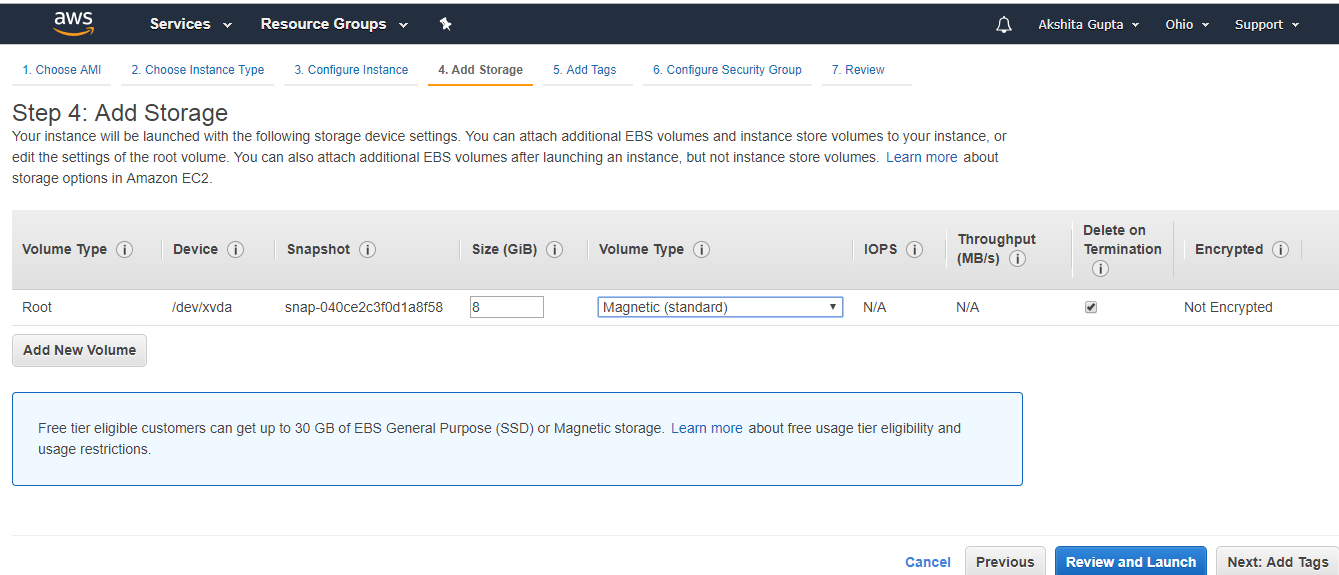 aws Services Resource Groups Akshita Gupta Ohio Support
1. Choose AMI 2. Choose Instance Type 3. Configure Instance 4. Add Storage 5. Add Tags 6. Configure Security Group 7. Review
Step 4: Add Storage
Your instance will be launched with the following storage device settings. You can attach additional EBS volumes and instance store volumes to your instance, or
edit the settings of the root volume. You can also attach additional EBS volumes after launching an instance, but not instance store volumes. Learn more about
storage options in Amazon EC2.
Volume Type i Device i Snapshot i Size (GiB) i Volume Type i IOPS i Throughput (MB/s) i Delete on Termination i Encrypted i
Root /dev/xvda snap-040ce2c3f0d1a8f58 8 Magnetic (standard) N/A N/A Not Encrypted
Add New Volume
Free tier eligible customers can get up to 30 GB of EBS General Purpose (SSD) or Magnetic storage. Learn more about free usage tier eligibility and
usage restrictions.
Cancel Previous Review and Launch Next: Add Tags